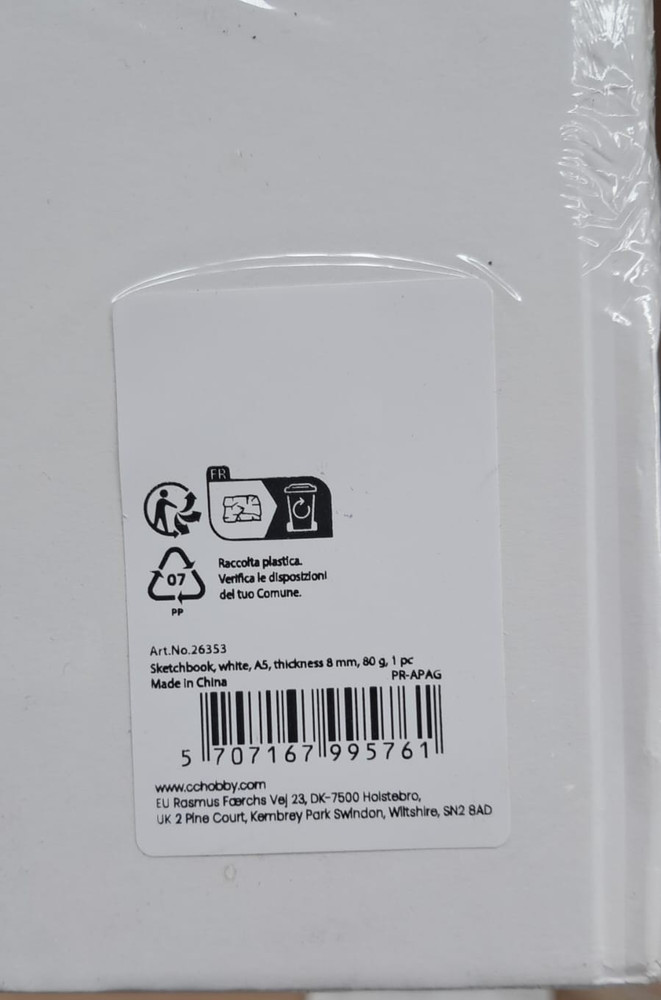 FR
07
PP
Raccolta plastica.
Verifica le disposizioni
del tuo Comune.
Art.No.26353
Sketchbook, white, A5, thickness 8 mm, 80 g, 1 pc
Made in China PR-APAG
5 707167 995761
www.cchobby.com
EU Rasmus Færchs Vej 23, DK-7500 Holstebro,
UK 2 Pine Court, Kembrey Park Swindon, Wiltshire, SN2 8AD